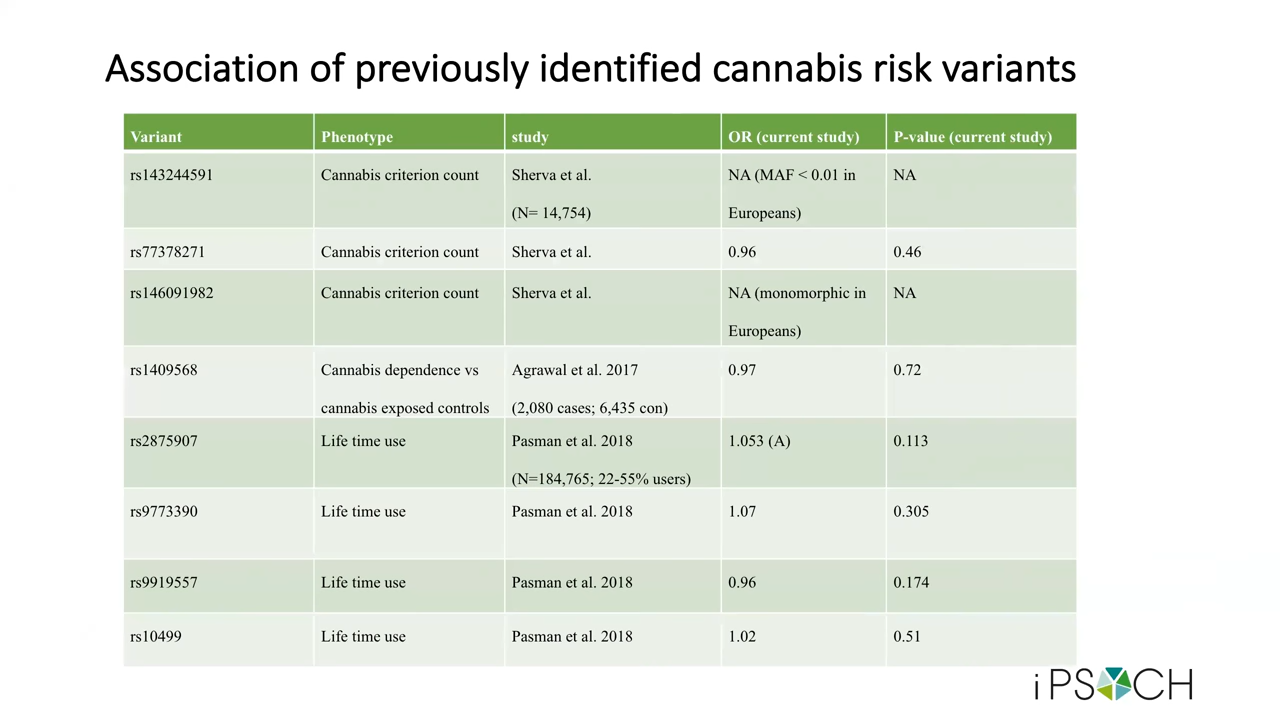 Association of previously identified cannabis risk variants
Variant Phenotype study OR (current study) P-value (current study)
rs143244591 Cannabis criterion count Sherva et al. NA (MAF < 0.01 in NA
(N= 14,754) Europeans)
rs77378271 Cannabis criterion count Sherva et al. 0.96 0.46
rs146091982 Cannabis criterion count Sherva et al. NA (monomorphic in NA
Europeans)
rs1409568 Cannabis dependence vs Agrawal et al. 2017 0.97 0.72
cannabis exposed controls (2,080 cases; 6,435 con)
rs2875907 Life time use Pasman et al. 2018 1.053 (A) 0.113
(N=184,765; 22-55% users)
rs9773390 Life time use Pasman et al. 2018 1.07 0.305
rs9919557 Life time use Pasman et al. 2018 0.96 0.174
rs10499 Life time use Pasman et al. 2018 1.02 0.51
iPSYCH